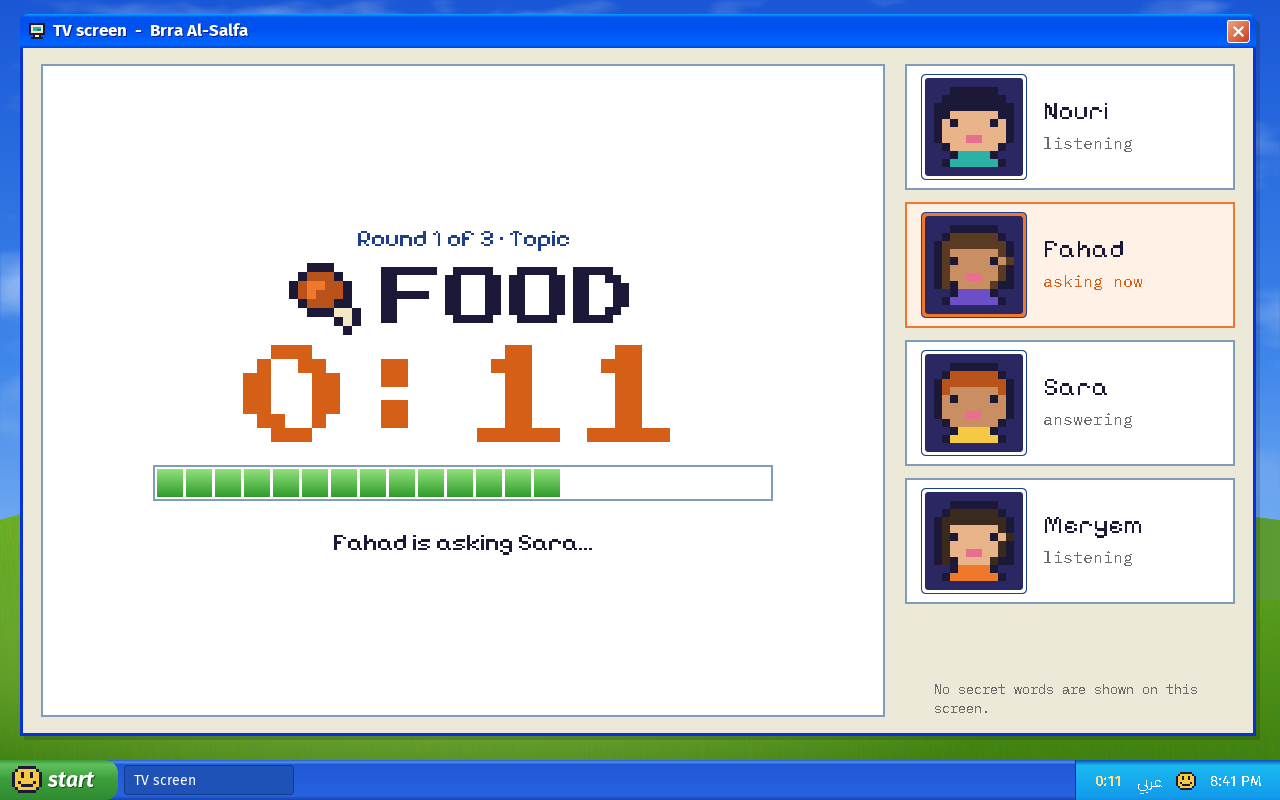 TV screen - Brra Al-Salfa
Round 1 of 3 · Topic
FOOD
0:11
Fahad is asking Sara...
Nouri
listening
Fahad
asking now
Sara
answering
Meryem
listening
No secret words are shown on this
screen.
start
TV screen
0:11
عربي
8:41 PM